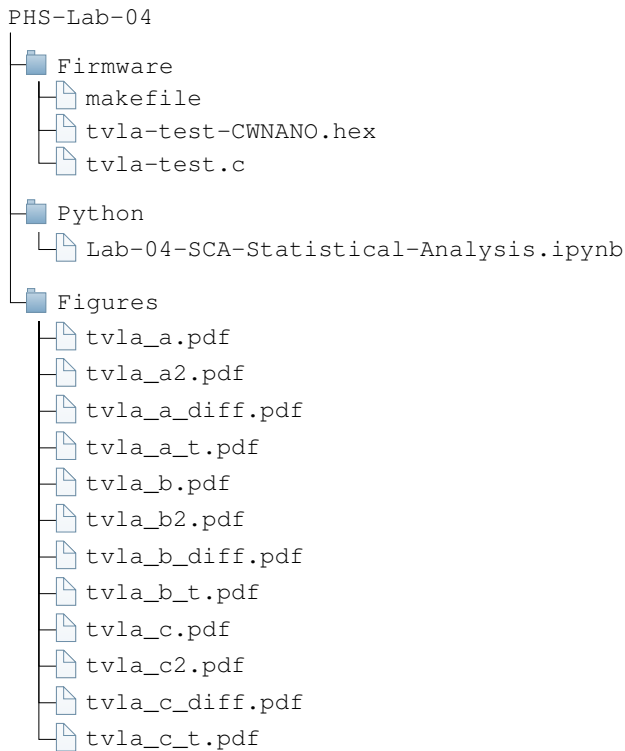 PHS-Lab-04
Firmware
makefile
tvla-test-CWNANO.hex
tvla-test.c
Python
Lab-04-SCA-Statistical-Analysis.ipynb
Figures
tvla_a.pdf
tvla_a2.pdf
tvla_a_diff.pdf
tvla_a_t.pdf
tvla_b.pdf
tvla_b2.pdf
tvla_b_diff.pdf
tvla_b_t.pdf
tvla_c.pdf
tvla_c2.pdf
tvla_c_diff.pdf
tvla_c_t.pdf